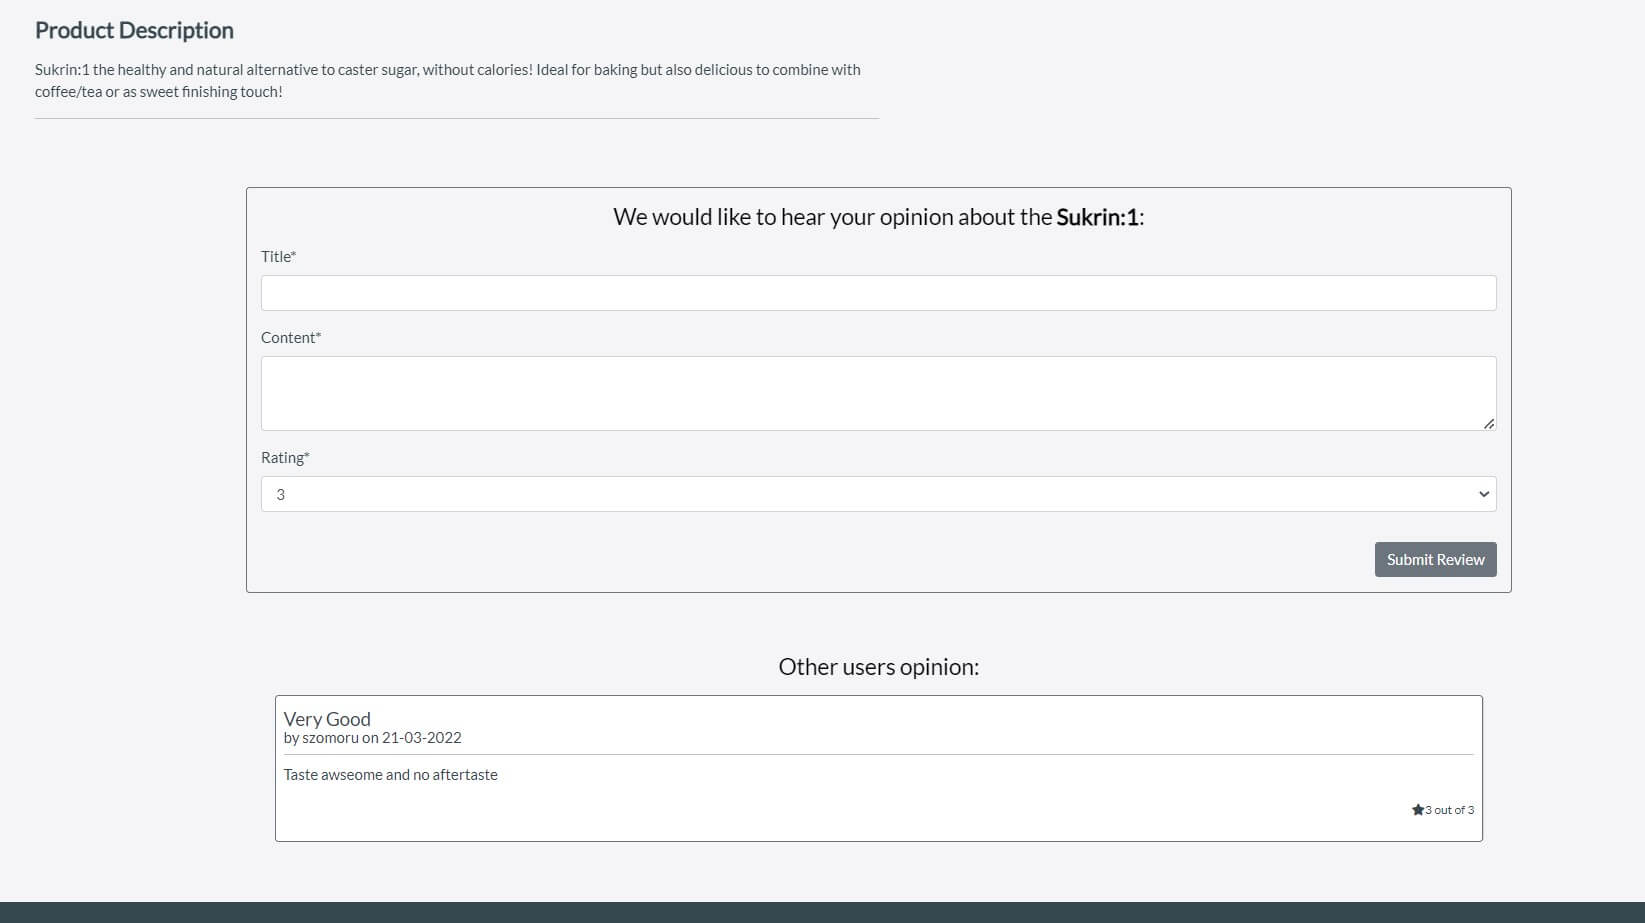 Product Description
Sukrin:1 the healthy and natural alternative to caster sugar, without calories! Ideal for baking but also delicious to combine with
coffee/tea or as sweet finishing touch!
We would like to hear your opinion about the Sukrin:1:
Title*
Content*
Rating*
3
Submit Review
Other users opinion:
Very Good
by szomoru on 21-03-2022
Taste awseome and no aftertaste
3 out of 3